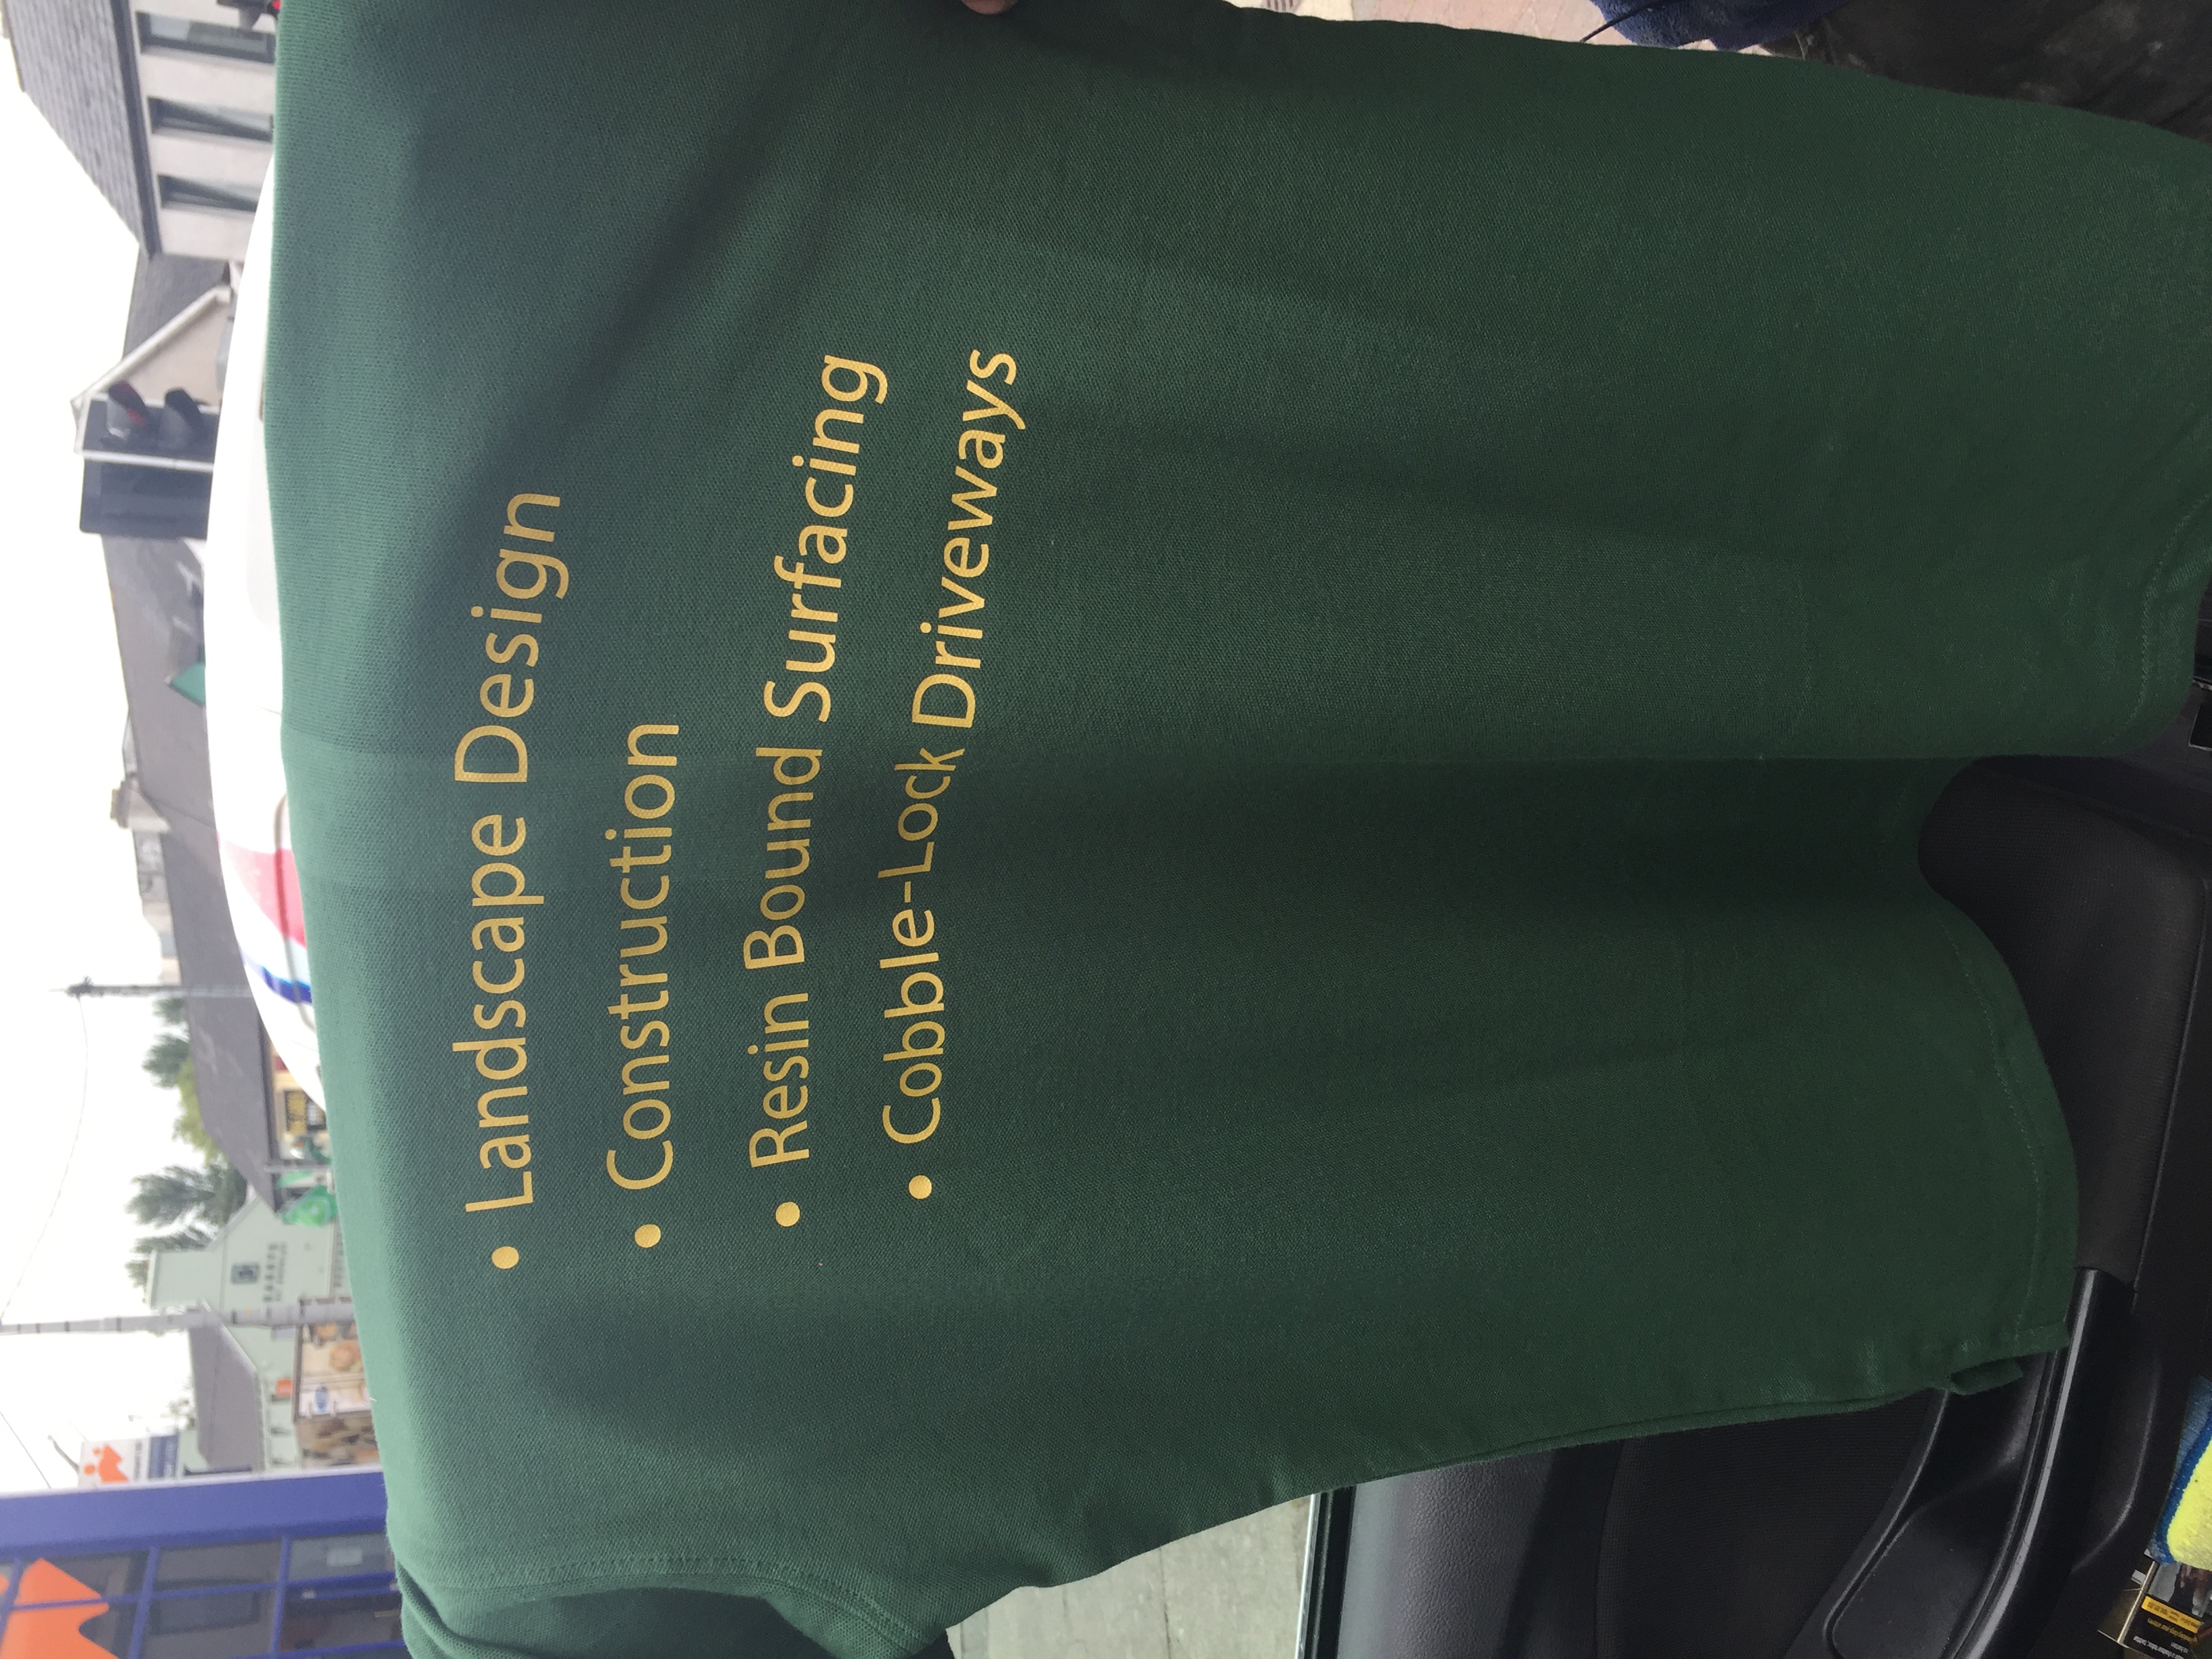 • Landscape Design
• Construction
• Resin Bound Surfacing
• Cobble-Lock Driveways